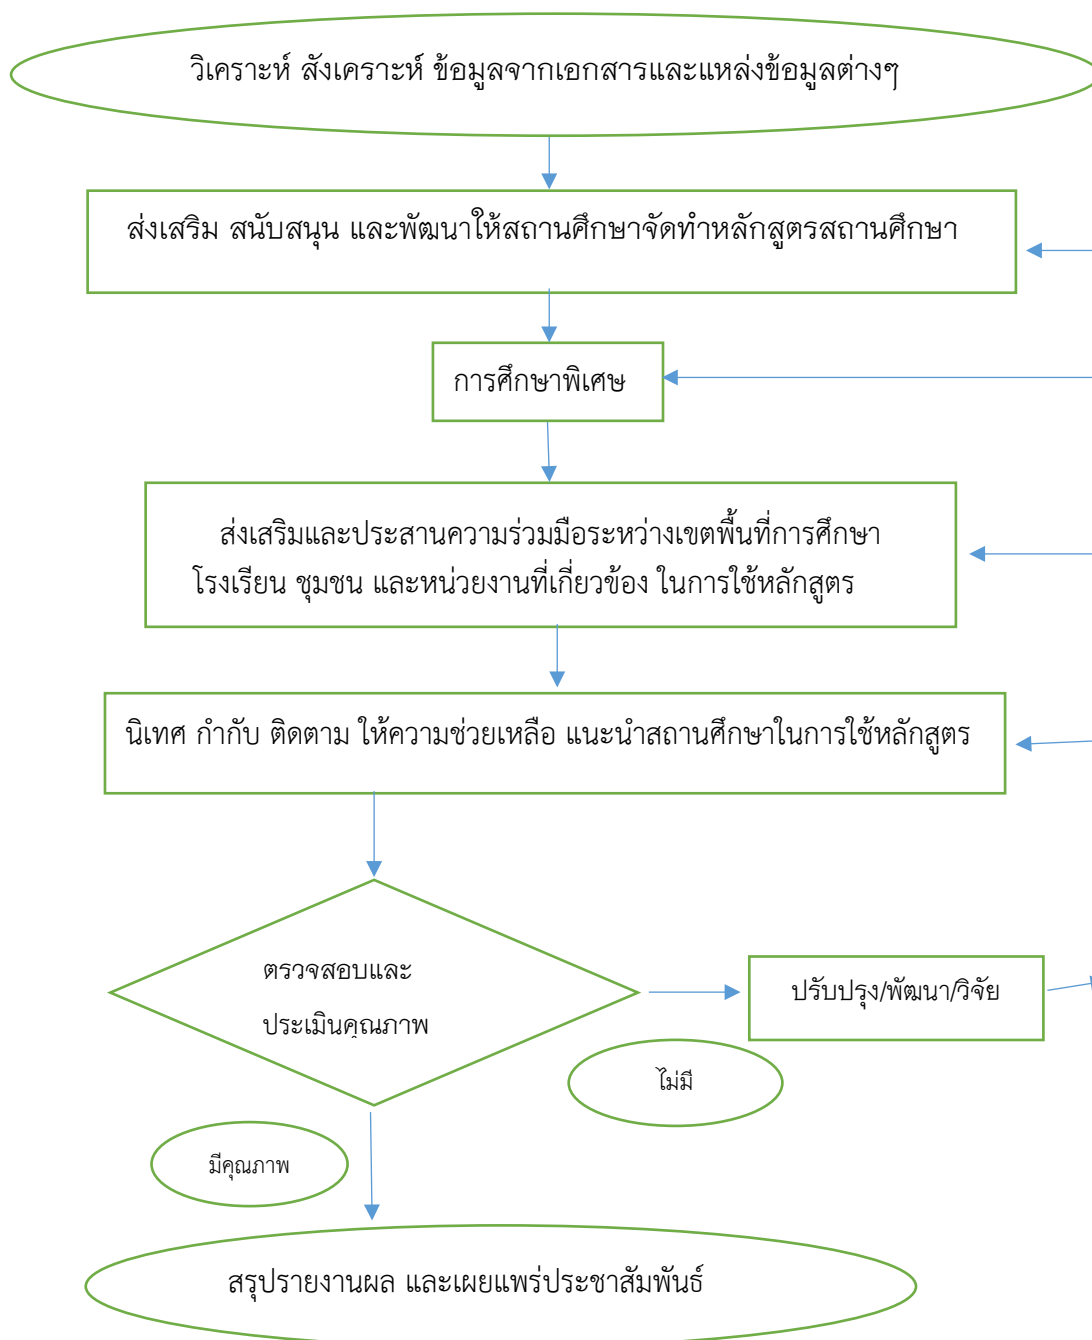 วิเคราะห์ สังเคราะห์ ข้อมูลจากเอกสารและแหล่งข้อมูลต่างๆ
ส่งเสริม สนับสนุน และพัฒนาให้สถานศึกษาจัดทำหลักสูตรสถานศึกษา
การศึกษาพิเศษ
ส่งเสริมและประสานความร่วมมือระหว่างเขตพื้นที่การศึกษา
โรงเรียน ชุมชน และหน่วยงานที่เกี่ยวข้อง ในการใช้หลักสูตร
นิเทศ กำกับ ติดตาม ให้ความช่วยเหลือ แนะนำสถานศึกษาในการใช้หลักสูตร
ตรวจสอบและ
ประเมินคุณภาพ
ปรับปรุง/พัฒนา/วิจัย
ไม่มี
มีคุณภาพ
สรุปรายงานผล และเผยแพร่ประชาสัมพันธ์